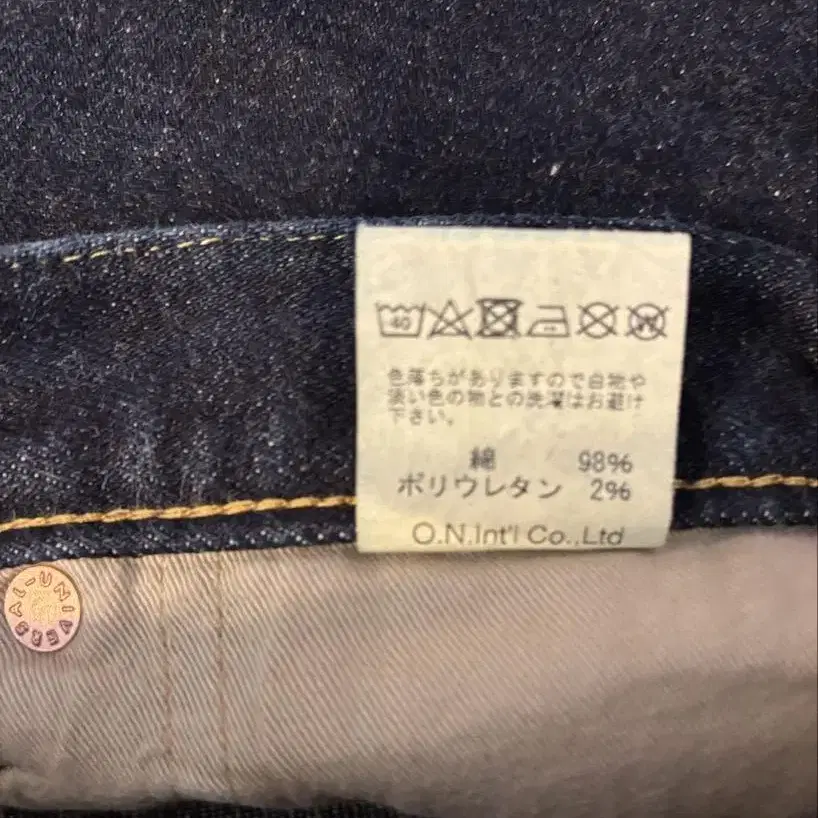 40
W
色落ちがありますので白物や
淡い色の物との洗濯はお避け
下さい。
綿 98%
ポリウレタン 2%
O.N.Int'l Co.,Ltd
UNIVERSAL